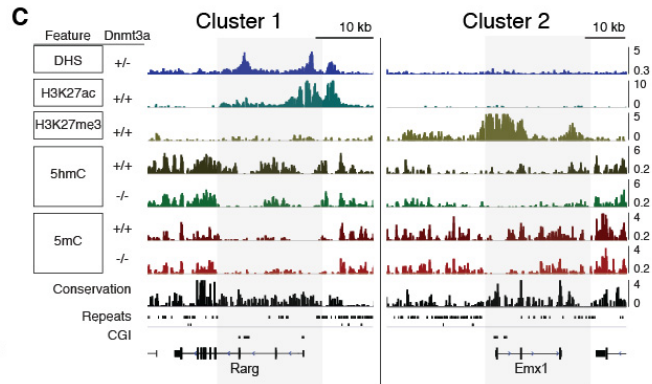 C
Cluster 1
Cluster 2
Feature Dnmt3a
10 kb
10 kb
DHS +/- 5 0.3
H3K27ac +/+ 10 0
H3K27me3 +/+ 5 0
5hmC +/+ 6 0.2
-/- 6 0.2
5mC +/+ 4 0.2
-/- 4 0.2
Conservation 4 0
Repeats
CGI
Rarg
Emx1